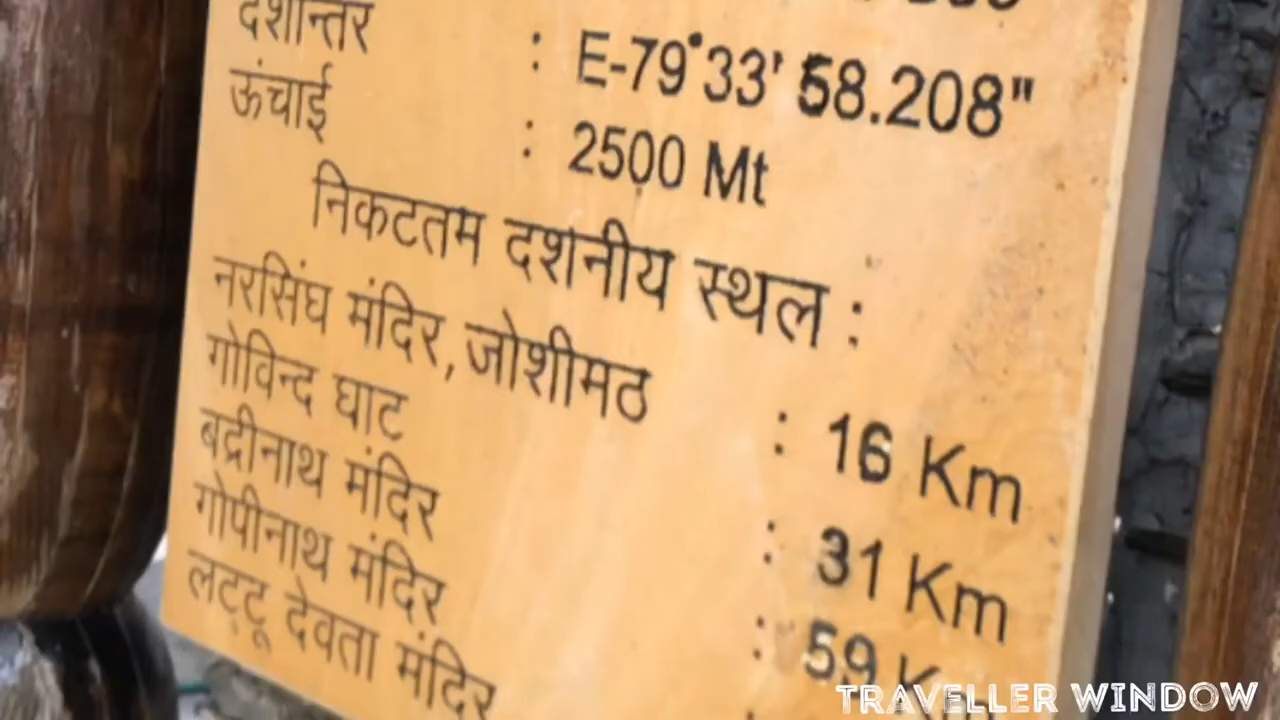 देशान्तर : E-79°33' 58.208"
ऊंचाई : 2500 Mt
निकटतम दर्शनीय स्थल :
नरसिंघ मंदिर, जोशीमठ : 16 Km
गोविन्द घाट : 31 Km
बद्रीनाथ मंदिर : 59
गोपीनाथ मंदिर
लट्टू देवता मंदिर
TRAVELLER WINDOW